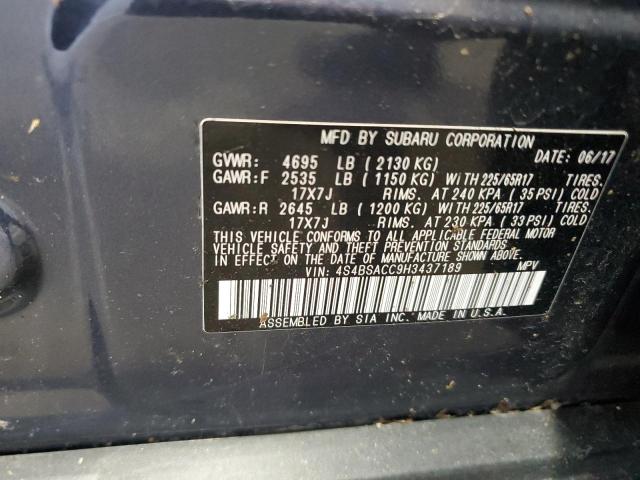 MFD BY SUBARU CORPORATION
GVWR: 4695 LB (2130 KG) DATE: 06/17
GAWR:F 2535 LB (1150 KG) WITH 225/65R17 TIRES.
17X7J RIMS. AT 240 KPA (35 PSI) COLD
GAWR:R 2645 LB (1200 KG) WITH 225/65R17 TIRES.
17X7J RIMS. AT 230 KPA (33 PSI) COLD
THIS VEHICLE CONFORMS TO ALL APPLICABLE FEDERAL MOTOR
VEHICLE SAFETY AND THEFT PREVENTION STANDARDS
IN EFFECT ON THE DATE OF MANUFACTURE SHOWN ABOVE.
VIN: 4S4BSACC9H3437189 MPV
ASSEMBLED BY SIA INC. MADE IN U.S.A.